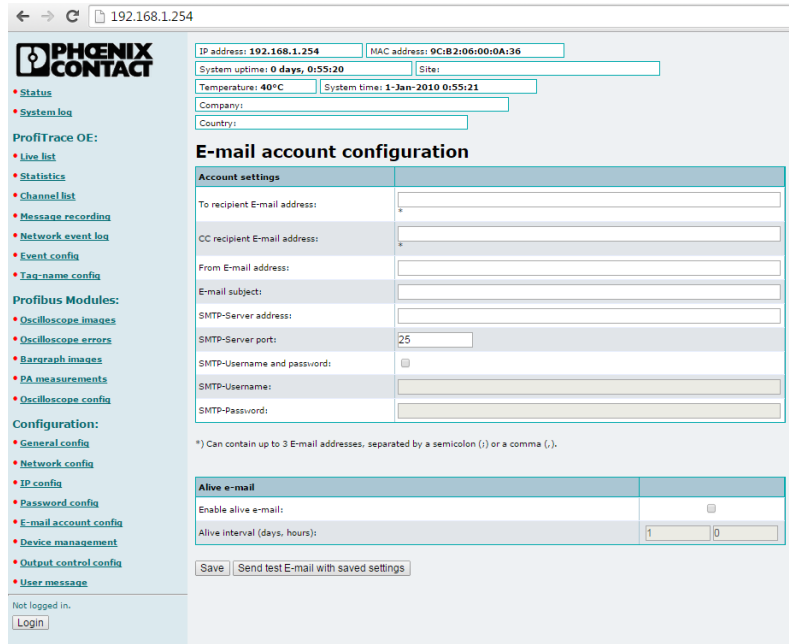 192.168.1.254
PHŒNIX
CONTACT
Status
System log
ProfiTrace OE:
Live list
Statistics
Channel list
Message recording
Network event log
Event config
Tag-name config
Profibus Modules:
Oscilloscope images
Oscilloscope errors
Bargraph images
PA measurements
Oscilloscope config
Configuration:
General config
Network config
IP config
Password config
E-mail account config
Device management
Output control config
User message
Not logged in.
Login
IP address: 192.168.1.254 MAC address: 9C:B2:06:00:0A:36
System uptime: 0 days, 0:55:20 Site:
Temperature: 40°C System time: 1-Jan-2010 0:55:21
Company:
Country:
E-mail account configuration
Account settings
To recipient E-mail address:
*
CC recipient E-mail address:
*
From E-mail address:
E-mail subject:
SMTP-Server address:
SMTP-Server port: 25
SMTP-Username and password:
SMTP-Username:
SMTP-Password:
*) Can contain up to 3 E-mail addresses, separated by a semicolon (;) or a comma (,).
Alive e-mail
Enable alive e-mail:
Alive interval (days, hours): 1 0
Save Send test E-mail with saved settings